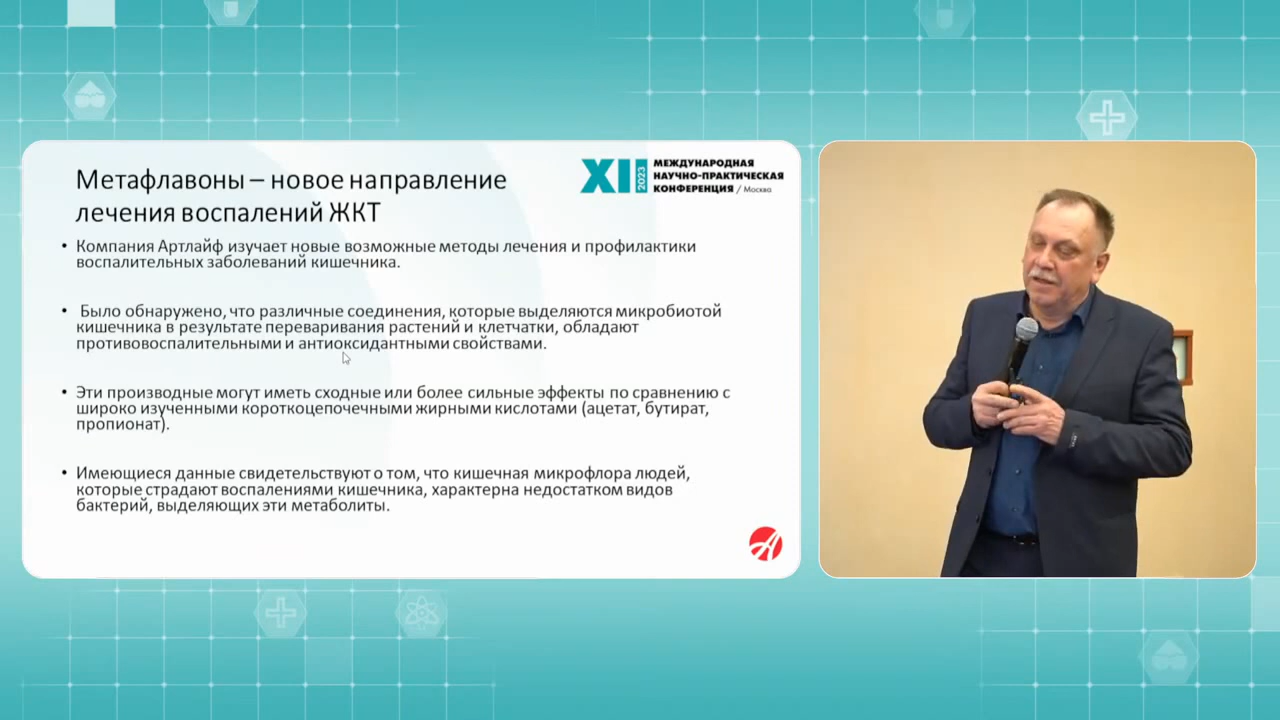 Метафлавоны – новое направление
лечения воспалений ЖКТ
XII
2023
МЕЖДУНАРОДНАЯ
НАУЧНО-ПРАКТИЧЕСКАЯ
КОНФЕРЕНЦИЯ / Москва
• Компания Артлайф изучает новые возможные методы лечения и профилактики
воспалительных заболеваний кишечника.
• Было обнаружено, что различные соединения, которые выделяются микробиотой
кишечника в результате переваривания растений и клетчатки, обладают
противовоспалительными и антиоксидантными свойствами.
• Эти производные могут иметь сходные или более сильные эффекты по сравнению с
широко изученными короткоцепочечными жирными кислотами (ацетат, бутират,
пропионат).
• Имеющиеся данные свидетельствуют о том, что кишечная микрофлора людей,
которые страдают воспалениями кишечника, характерна недостатком видов
бактерий, выделяющих эти метаболиты.